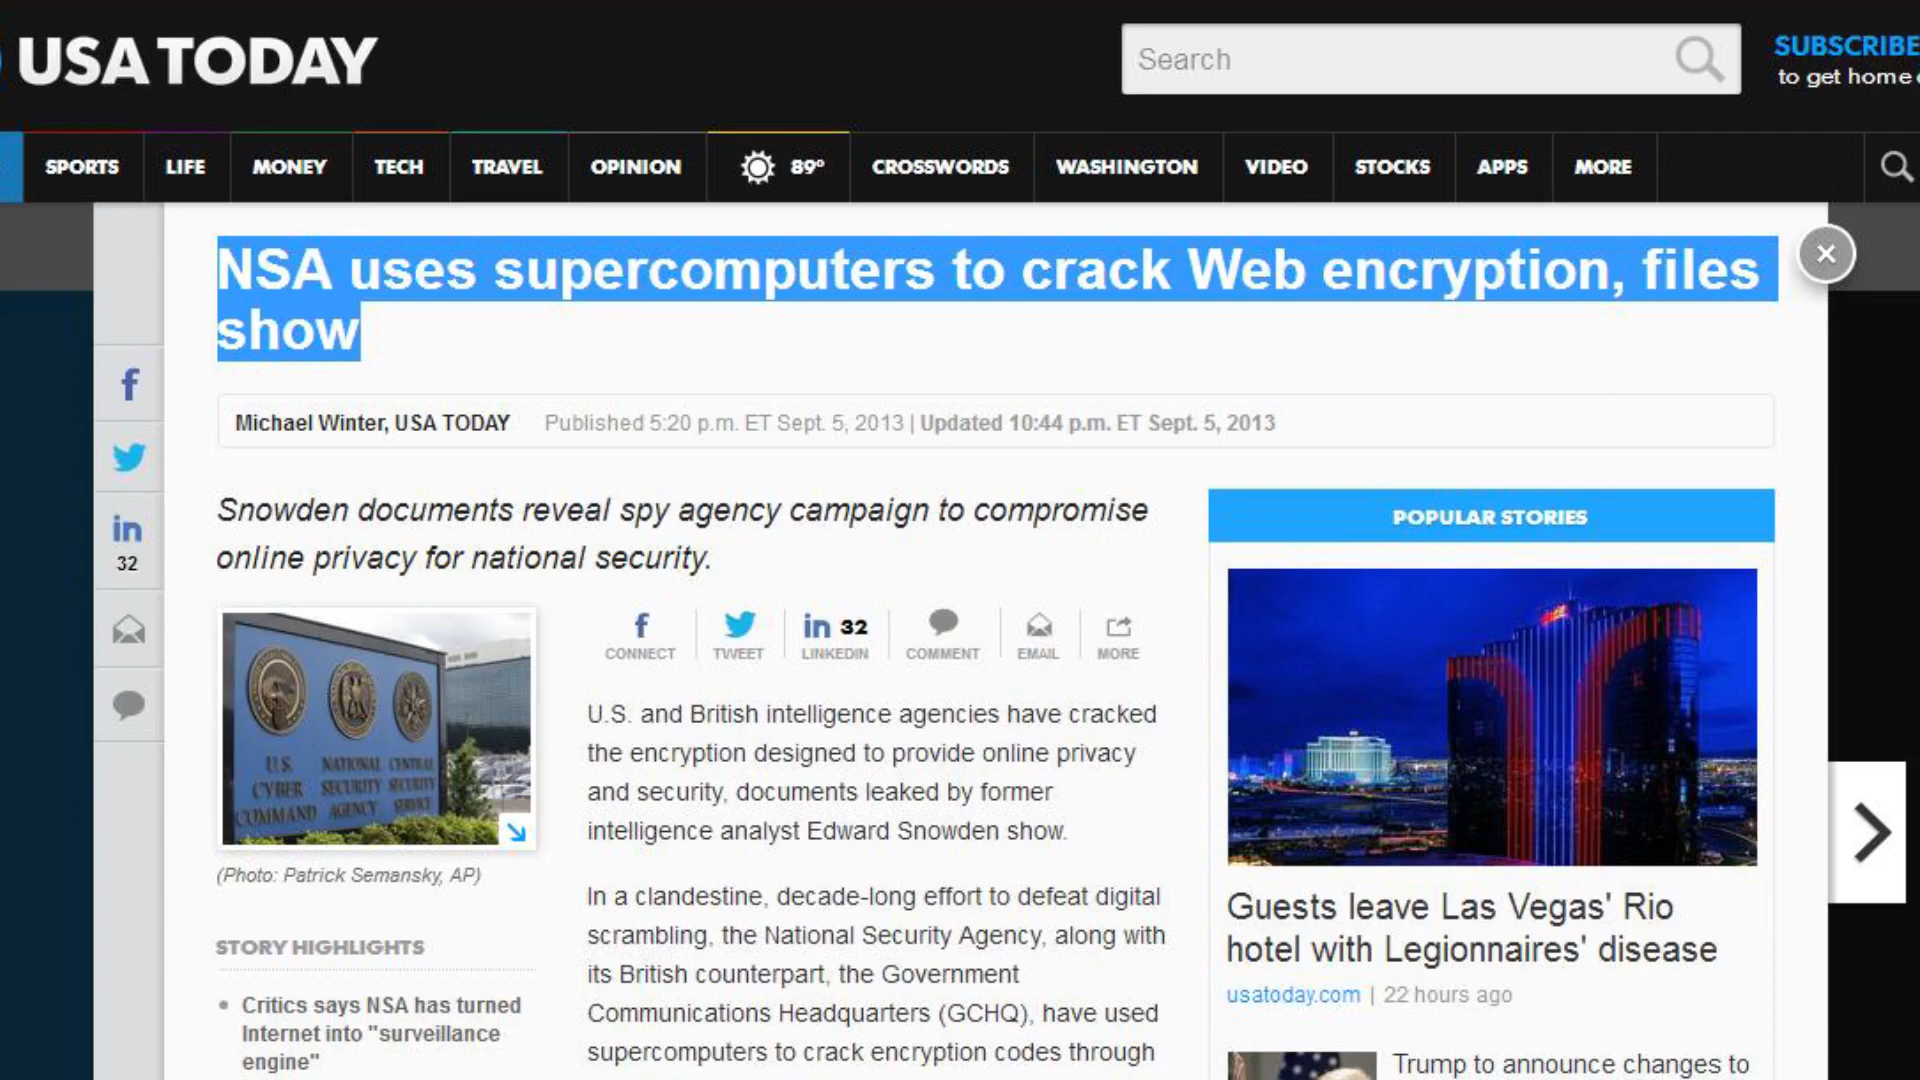 USA TODAY
Search
SUBSCRIBE
to get home
SPORTS
LIFE
MONEY
TECH
TRAVEL
OPINION
89°
CROSSWORDS
WASHINGTON
VIDEO
STOCKS
APPS
MORE
NSA uses supercomputers to crack Web encryption, files
show
Michael Winter, USA TODAY
Published 5:20 p.m. ET Sept. 5, 2013 | Updated 10:44 p.m. ET Sept. 5, 2013
32
Snowden documents reveal spy agency campaign to compromise
online privacy for national security.
U.S. NATIONAL CENTRAL
CYBER SECURITY SECURITY
COMMAND AGENCY SERVICE
(Photo: Patrick Semansky, AP)
STORY HIGHLIGHTS
Critics says NSA has turned
Internet into "surveillance
engine"
32
CONNECT
TWEET
LINKEDIN
COMMENT
EMAIL
MORE
U.S. and British intelligence agencies have cracked
the encryption designed to provide online privacy
and security, documents leaked by former
intelligence analyst Edward Snowden show.
In a clandestine, decade-long effort to defeat digital
scrambling, the National Security Agency, along with
its British counterpart, the Government
Communications Headquarters (GCHQ), have used
supercomputers to crack encryption codes through
POPULAR STORIES
Guests leave Las Vegas' Rio
hotel with Legionnaires' disease
usatoday.com | 22 hours ago
Trump to announce changes to